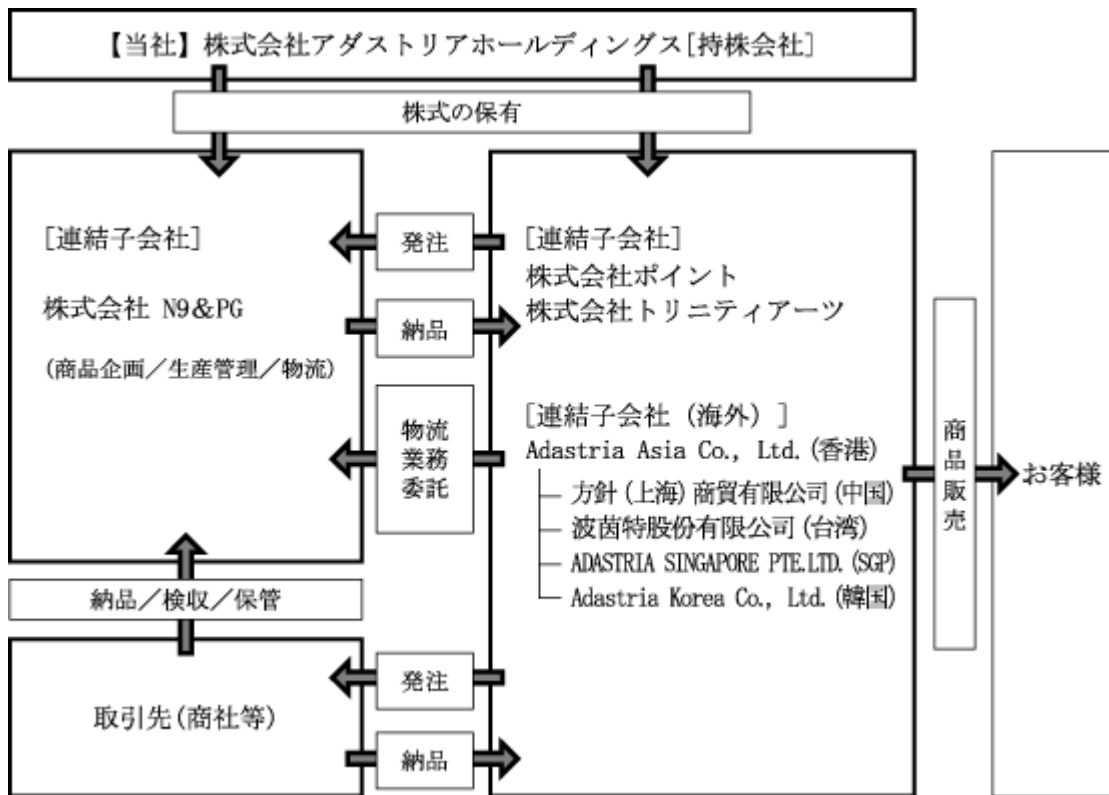 【当社】株式会社アダストリアホールディングス[持株会社]
株式の保有
[連結子会社]
株式会社 N9&PG
(商品企画／生産管理／物流)
発注
納品
物流
業務
委託
[連結子会社]
株式会社ポイント
株式会社トリニティアーツ
[連結子会社（海外）]
Adastria Asia Co., Ltd.(香港)
方針(上海)商貿有限公司(中国)
波茵特股份有限公司(台湾)
ADASTRIA SINGAPORE PTE.LTD.(SGP)
Adastria Korea Co., Ltd.(韓国)
商品販売
お客様
納品／検収／保管
取引先(商社等)
発注
納品